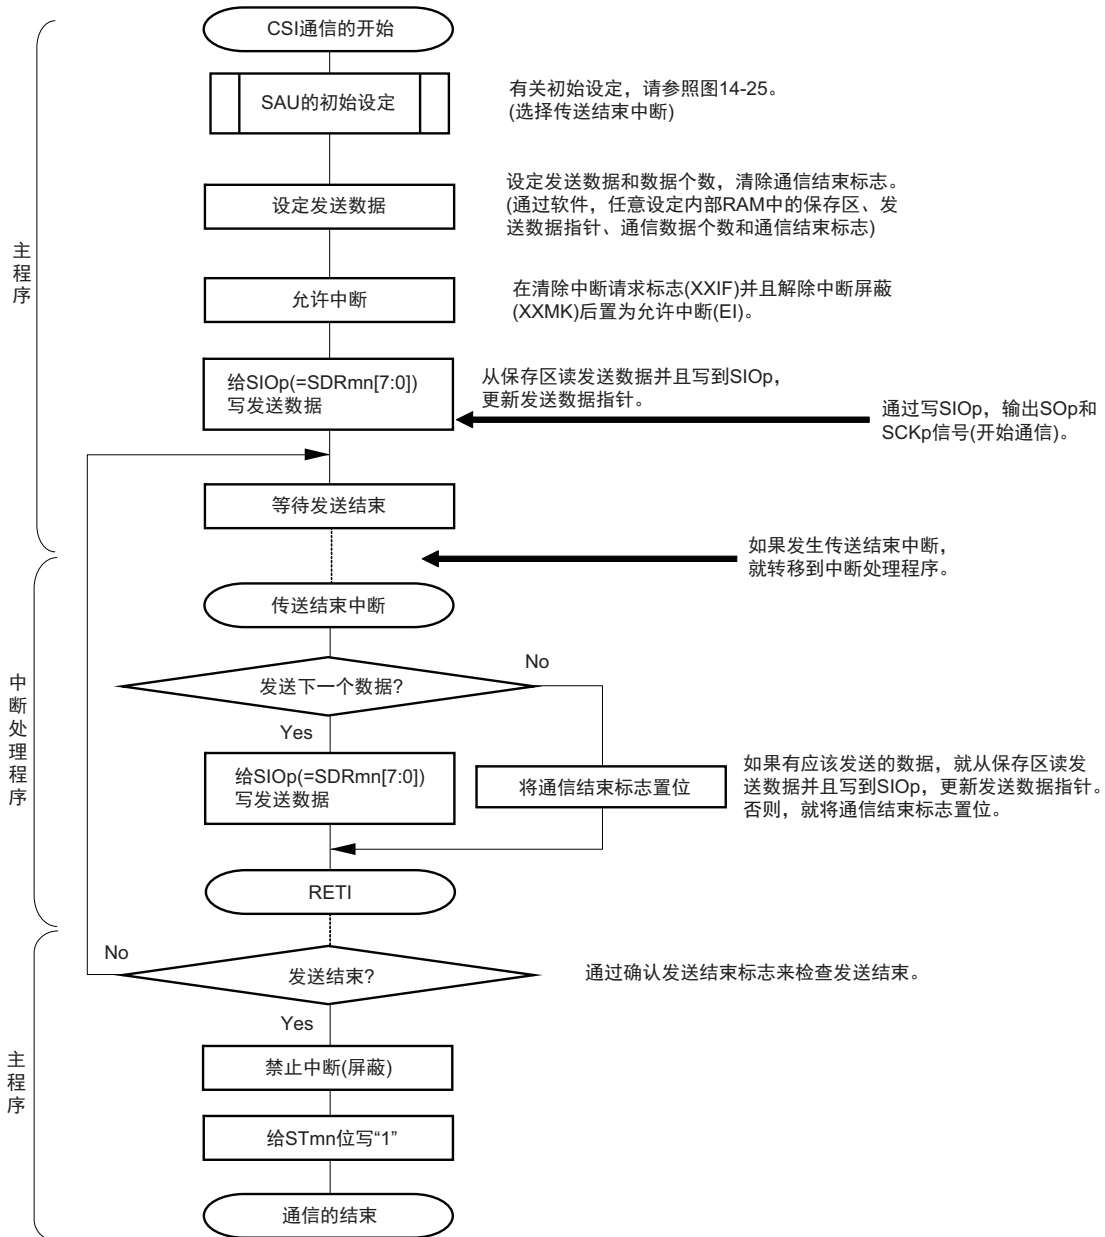 CSI通信的开始
SAU的初始设定
有关初始设定，请参照图14-25。
(选择传送结束中断)
设定发送数据
设定发送数据和数据个数，清除通信结束标志。
(通过软件，任意设定内部RAM中的保存区、发
送数据指针、通信数据个数和通信结束标志)
主程序
允许中断
在清除中断请求标志(XXIF)并且解除中断屏蔽
(XXMK)后置为允许中断(EI)。
给SIOp(=SDRmn[7:0])
写发送数据
从保存区读发送数据并且写到SIOp，
更新发送数据指针。
通过写SIOp，输出SOp和
SCKp信号(开始通信)。
等待发送结束
如果发生传送结束中断，
就转移到中断处理程序。
传送结束中断
中断处理程序
发送下一个数据?
No
Yes
给SIOp(=SDRmn[7:0])
写发送数据
将通信结束标志置位
如果有应该发送的数据，就从保存区读发
送数据并且写到SIOp，更新发送数据指针。
否则，就将通信结束标志置位。
RETI
No
发送结束?
通过确认发送结束标志来检查发送结束。
Yes
主程序
禁止中断(屏蔽)
给STmn位写“1”
通信的结束